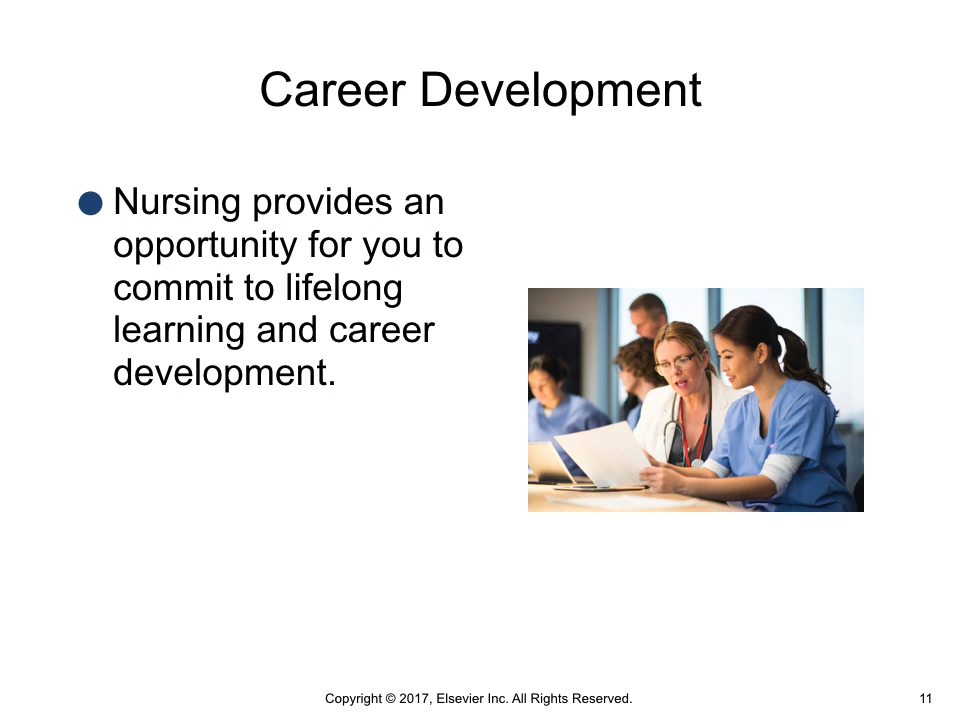 Career Development
Nursing provides an
opportunity for you to
commit to lifelong
learning and career
development.
Copyright © 2017, Elsevier Inc. All Rights Reserved.
11